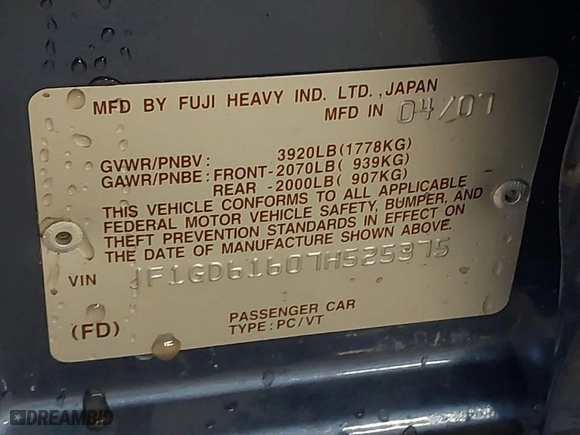 MFD BY FUJI HEAVY IND. LTD., JAPAN
MFD IN 04/07
GVWR/PNBV: 3920LB(1778KG)
GAWR/PNBE: FRONT-2070LB( 939KG)
REAR -2000LB( 907KG)
THIS VEHICLE CONFORMS TO ALL APPLICABLE
FEDERAL MOTOR VEHICLE SAFETY, BUMPER, AND
THEFT PREVENTION STANDARDS IN EFFECT ON
THE DATE OF MANUFACTURE SHOWN ABOVE.
VIN JF1GD61607H525375
(FD)
PASSENGER CAR
TYPE: PC/VT
DREAMBID